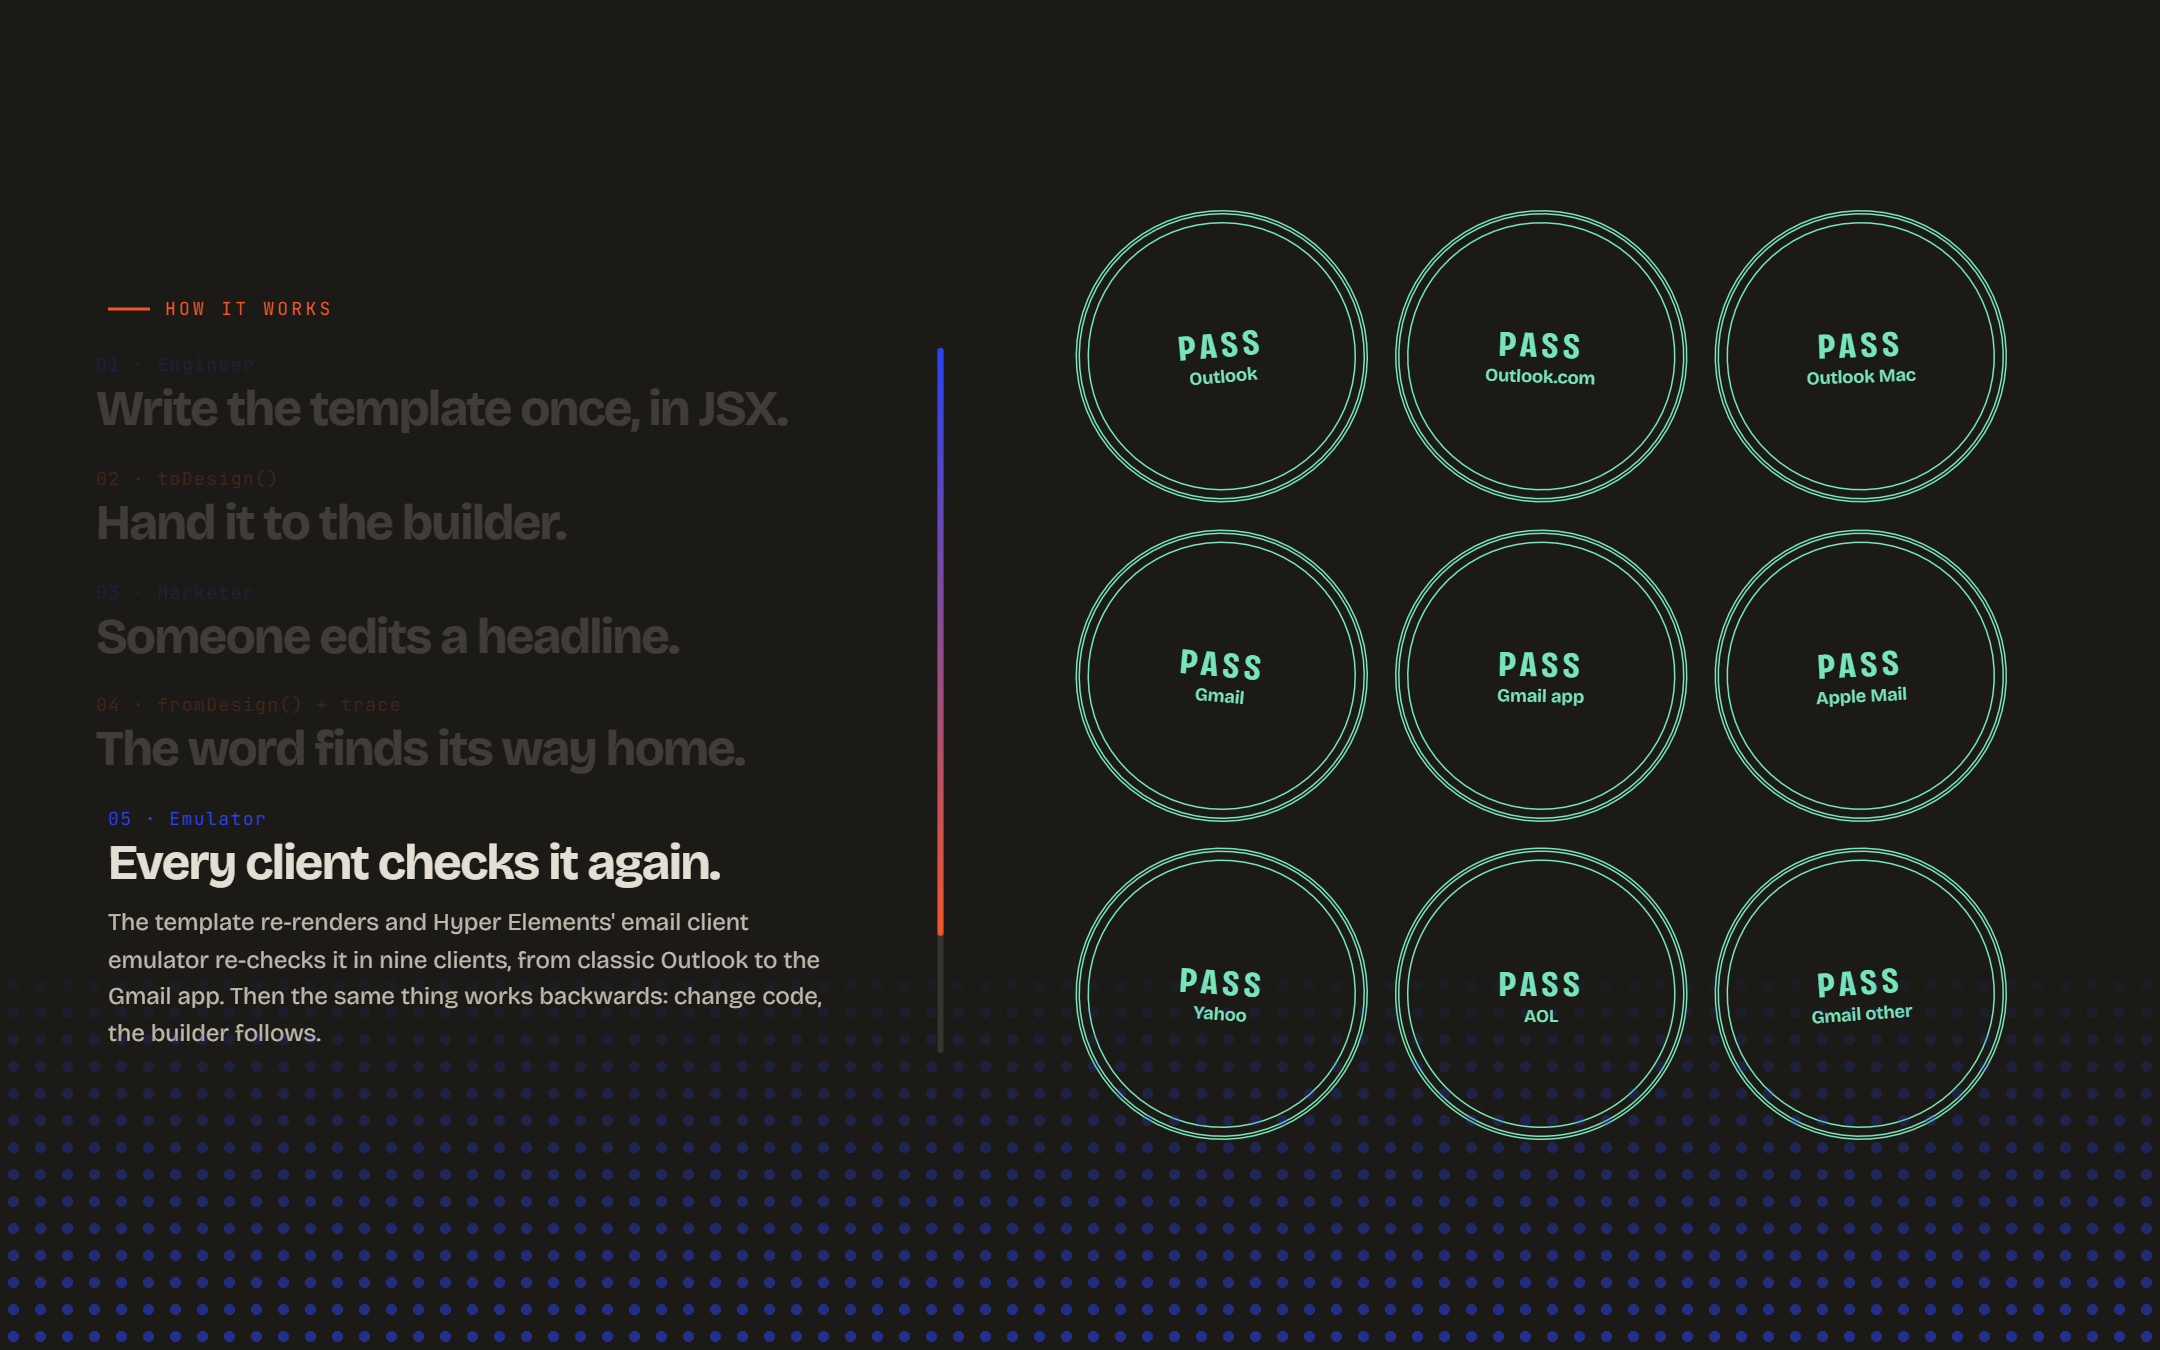 HOW IT WORKS
01 · Engineer
Write the template once, in JSX.
02 · toDesign()
Hand it to the builder.
03 · Marketer
Someone edits a headline.
04 · fromDesign() + trace
The word finds its way home.
05 · Emulator
Every client checks it again.
The template re-renders and Hyper Elements' email client
emulator re-checks it in nine clients, from classic Outlook to the
Gmail app. Then the same thing works backwards: change code,
the builder follows.
PASS
Outlook
PASS
Outlook.com
PASS
Outlook Mac
PASS
Gmail
PASS
Gmail app
PASS
Apple Mail
PASS
Yahoo
PASS
AOL
PASS
Gmail other